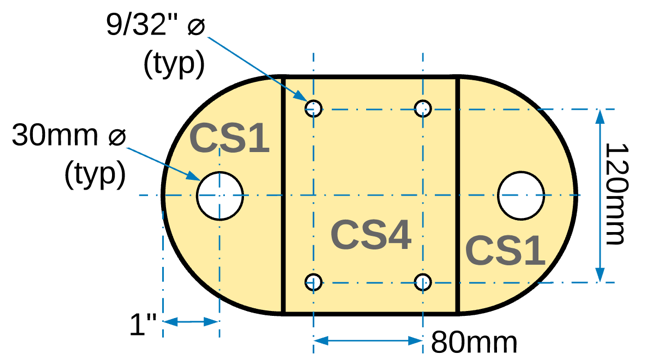 9/32" ⌀
(typ)
30mm ⌀
(typ)
CS1
CS4
CS1
120mm
1"
80mm